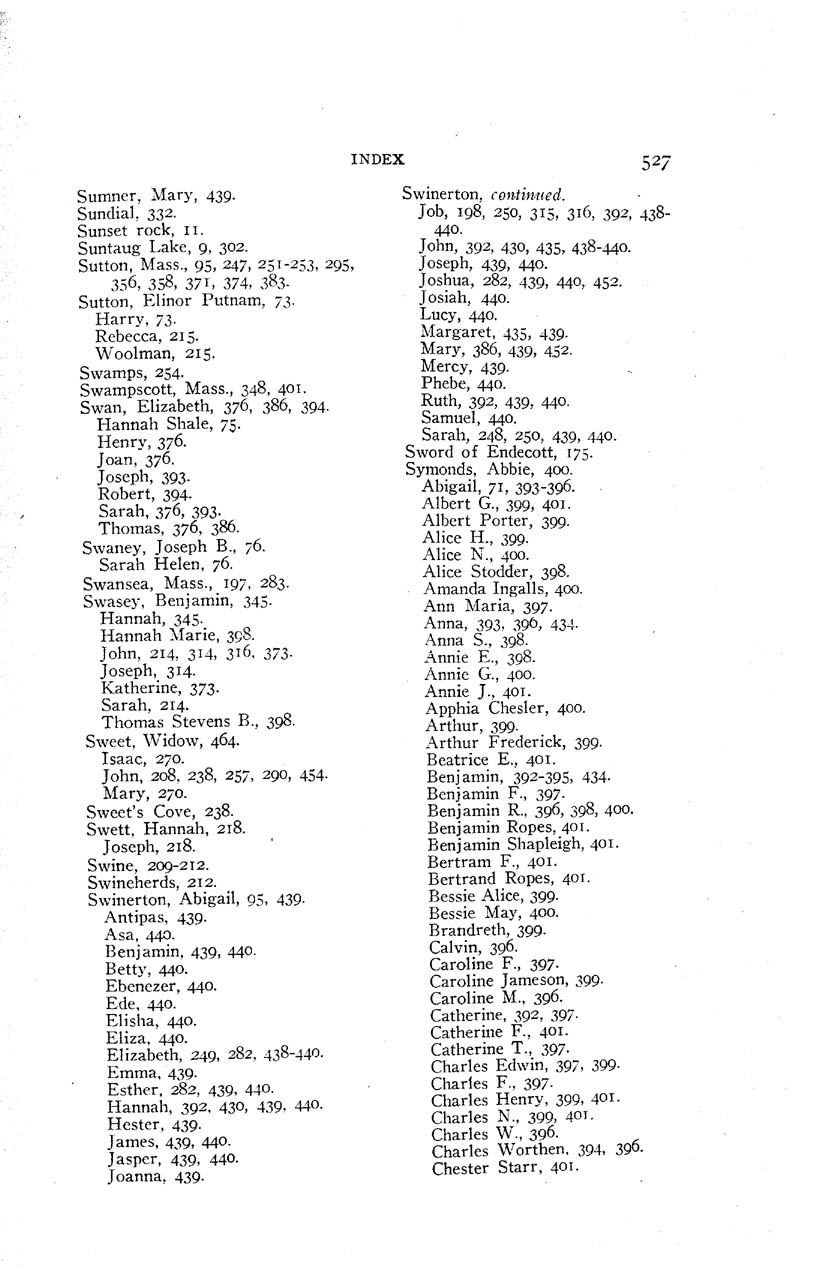 INDEX
527
Sumner, Mary, 439.
Sundial, 332.
Sunset rock, 11.
Suntaug Lake, 9, 302.
Sutton, Mass., 95, 247, 251-253, 295,
356, 358, 371, 374, 383.
Sutton, Elinor Putnam, 73.
Harry, 73.
Rebecca, 215.
Woolman, 215.
Swamps, 254.
Swampscott, Mass., 348, 401.
Swan, Elizabeth, 376, 386, 394.
Hannah Shale, 75.
Henry, 376.
Joan, 376.
Joseph, 393.
Robert, 394.
Sarah, 376, 393.
Thomas, 376, 386.
Swaney, Joseph B., 76.
Sarah Helen, 76.
Swansea, Mass., 197, 283.
Swasey, Benjamin, 345.
Hannah, 345.
Hannah Marie, 398.
John, 214, 314, 316, 373.
Joseph, 314.
Katherine, 373.
Sarah, 214.
Thomas Stevens B., 398.
Sweet, Widow, 464.
Isaac, 270.
John, 208, 238, 257, 290, 454.
Mary, 270.
Sweet's Cove, 238.
Swett, Hannah, 218.
Joseph, 218.
Swine, 209-212.
Swineherds, 212.
Swinerton, Abigail, 95, 439.
Antipas, 439.
Asa, 440.
Benjamin, 439, 440.
Betty, 440.
Ebenezer, 440.
Ede, 440.
Elisha, 440.
Eliza, 440.
Elizabeth, 249, 282, 438-440.
Emma, 439.
Esther, 282, 439, 440.
Hannah, 392, 430, 439, 440.
Hester, 439.
James, 439, 440.
Jasper, 439, 440.
Joanna, 439.
Swinerton, continued.
Job, 198, 250, 315, 316, 392, 438-
440.
John, 392, 430, 435, 438-440.
Joseph, 439, 440.
Joshua, 282, 439, 440, 452.
Josiah, 440.
Lucy, 440.
Margaret, 435, 439.
Mary, 386, 439, 452.
Mercy, 439.
Phebe, 440.
Ruth, 392, 439, 440.
Samuel, 440.
Sarah, 248, 250, 439, 440.
Sword of Endecott, 175.
Symonds, Abbie, 400.
Abigail, 71, 393-396.
Albert G., 399, 401.
Albert Porter, 399.
Alice H., 399.
Alice N., 400.
Alice Stodder, 398.
Amanda Ingalls, 400.
Ann Maria, 397.
Anna, 393, 396, 434.
Anna S., 398.
Annie E., 398.
Annie G., 400.
Annie J., 401.
Apphia Chesler, 400.
Arthur, 399.
Arthur Frederick, 399.
Beatrice E., 401.
Benjamin, 392-395, 434.
Benjamin F., 397.
Benjamin R., 396, 398, 400.
Benjamin Ropes, 401.
Benjamin Shapleigh, 401.
Bertram F., 401.
Bertrand Ropes, 401.
Bessie Alice, 399.
Bessie May, 400.
Brandreth, 399.
Calvin, 396.
Caroline F., 397.
Caroline Jameson, 399.
Caroline M., 396.
Catherine, 392, 397.
Catherine F., 401.
Catherine T., 397.
Charles Edwin, 397, 399.
Charles F., 397.
Charles Henry, 399, 401.
Charles N., 399, 401.
Charles W., 396.
Charles Worthen, 394, 396.
Chester Starr, 401.